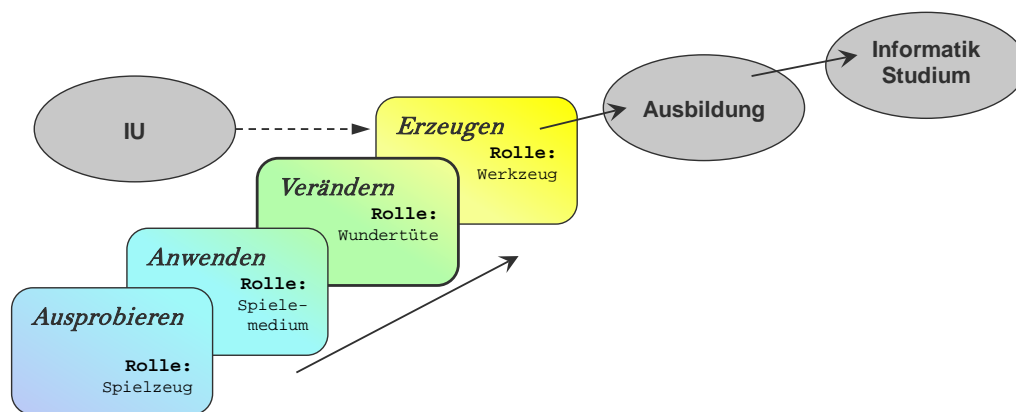 Informatik
Studium
Ausbildung
IU
Erzeugen
Rolle:
Werkzeug
Verändern
Rolle:
Wundertüte
Anwenden
Rolle:
Spiele-
medium
Ausprobieren
Rolle:
Spielzeug